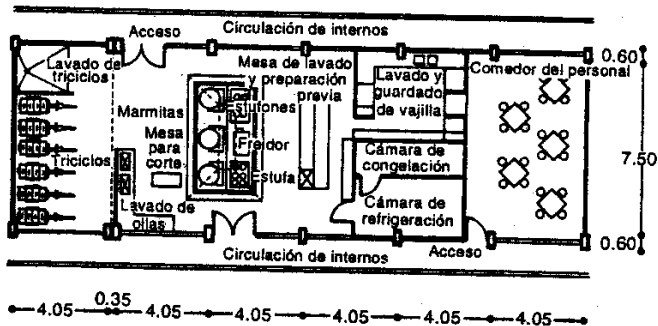 Acceso
Circulación de internos
Lavado de
triciclos
Mesa de lavado
y preparación
previa
Lavado y
guardado
de vajilla
Comedor del personal
0.60
Marmitas
Estufones
Mesa
para
corte
Freidor
Triciclos
Cámara de
congelación
7.50
Estufa
Lavado de
ollas
Cámara de
refrigeración
Acceso
0.60
Circulación de internos
4.05 0.35 4.05 4.05 4.05 4.05 4.05